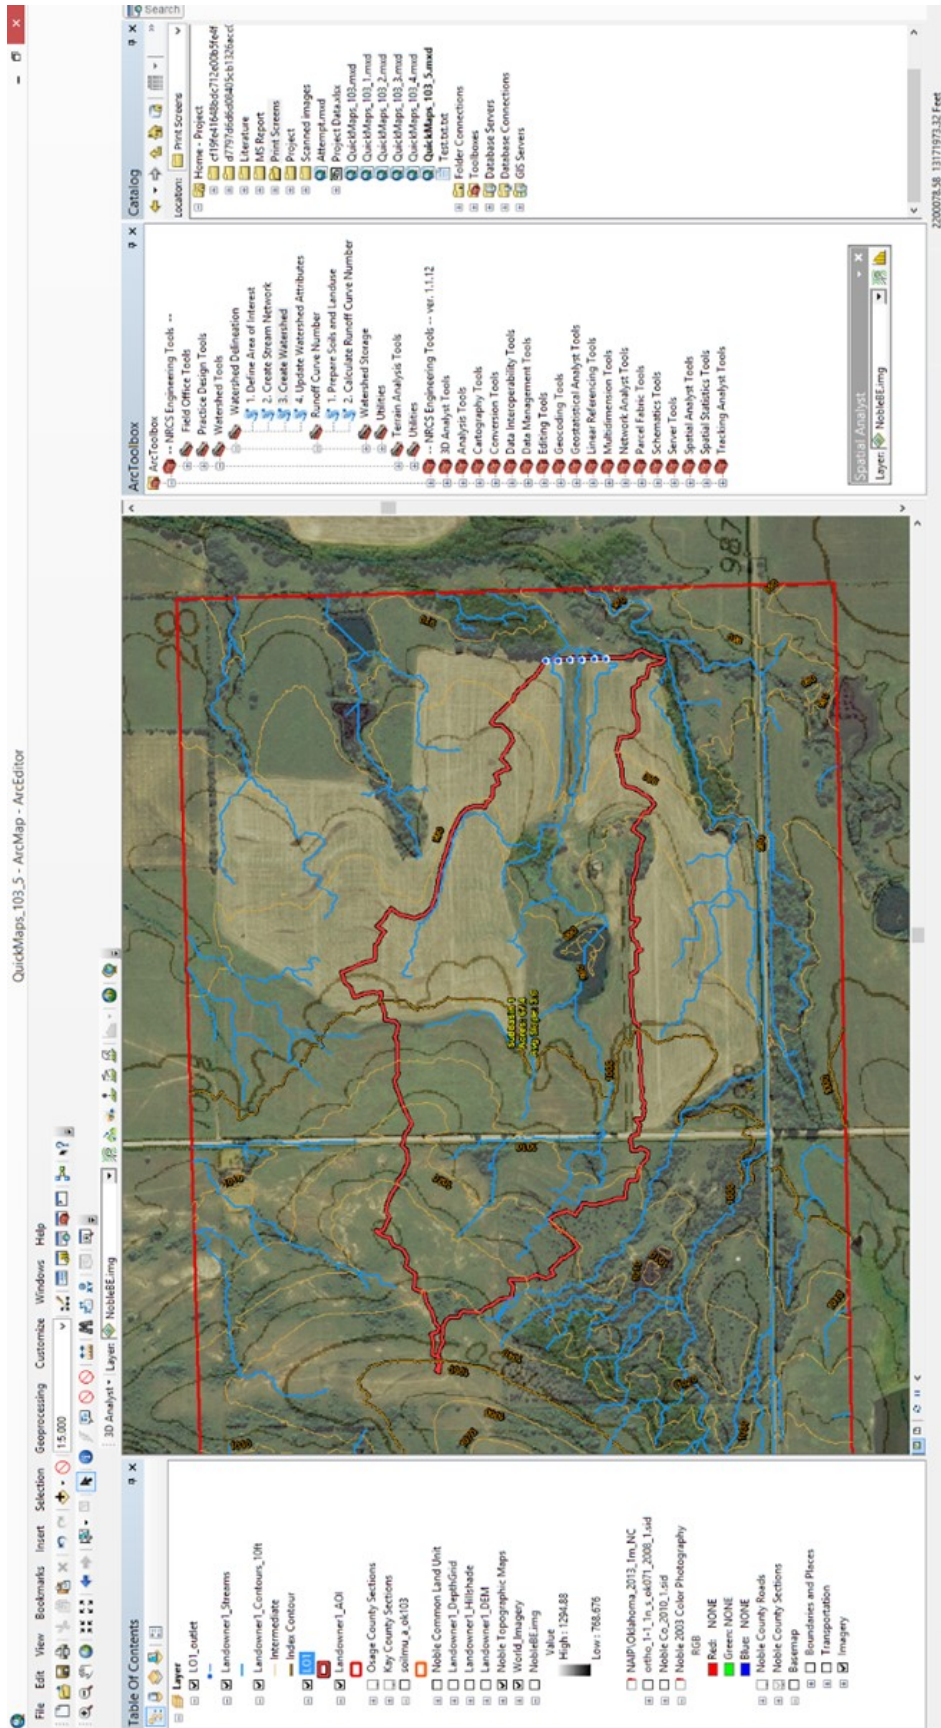 QuickMaps_103_5 - ArcMap - ArcEditor
File Edit View Bookmarks Insert Selection Geoprocessing Customize Windows Help
1:5,000
3D Analyst Layer: NobleBE.img
Table Of Contents
Layer
LO1_outlet
Landowner1_Streams
Landowner1_Contours_10ft
Intermediate
Index Contour
LO1
Landowner1_AOI
Osage County Sections
Kay County Sections
soilmu_a_ok103
Noble Common Land Unit
Landowner1_DepthGrid
Landowner1_Hillshade
Landowner1_DEM
Noble Topographic Maps
World_Imagery
NobleBE.img
Value
High : 1294.88
Low : 768.676
NAIP\Oklahoma_2013_1m_NC
ortho_1-1_1n_s_ok071_2008_1.sid
Noble Co_2010_1.sid
Noble 2003 Color Photography
RGB
Red: NONE
Green: NONE
Blue: NONE
Noble County Roads
Noble County Sections
Basemap
Boundaries and Places
Transportation
Imagery
28
987
Subbasin: 1
ArcToolbox
ArcToolbox
-- NRCS Engineering Tools --
Field Office Tools
Practice Design Tools
Watershed Tools
Watershed Delineation
1. Define Area of Interest
2. Create Stream Network
3. Create Watershed
4. Update Watershed Attributes
Runoff Curve Number
1. Prepare Soils and Landuse
2. Calculate Runoff Curve Number
Watershed Storage
Utilities
Terrain Analysis Tools
Utilities
-- NRCS Engineering Tools -- ver. 1.1.12
3D Analyst Tools
Analysis Tools
Cartography Tools
Conversion Tools
Data Interoperability Tools
Data Management Tools
Editing Tools
Geocoding Tools
Geostatistical Analyst Tools
Linear Referencing Tools
Multidimension Tools
Network Analyst Tools
Parcel Fabric Tools
Schematics Tools
Server Tools
Spatial Analyst Tools
Spatial Statistics Tools
Tracking Analyst Tools
Spatial Analyst
Layer: NobleBE.img
Search
Catalog
Location: Print Screens
Home - Project
Literature
MS Report
Print Screens
Project
Scanned images
Attempt.mxd
Project Data.xlsx
QuickMaps_103.mxd
QuickMaps_103_1.mxd
QuickMaps_103_2.mxd
QuickMaps_103_3.mxd
QuickMaps_103_4.mxd
QuickMaps_103_5.mxd
Test.txt.txt
Folder Connections
Toolboxes
Database Servers
Database Connections
GIS Servers
2200078.58 13171973.32 Feet